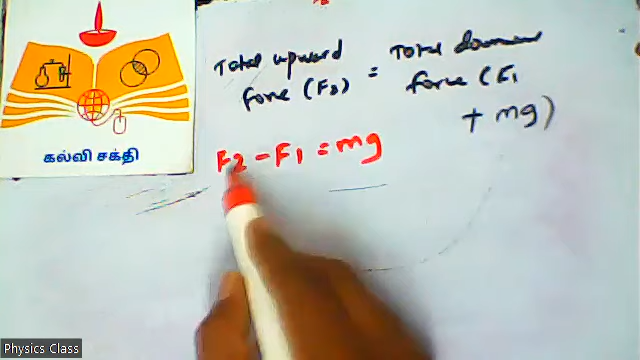 Total upward
force (F2) = Total downward
force (F1
+ mg)
F2 - F1 = mg
கல்வி சக்தி
Physics Class